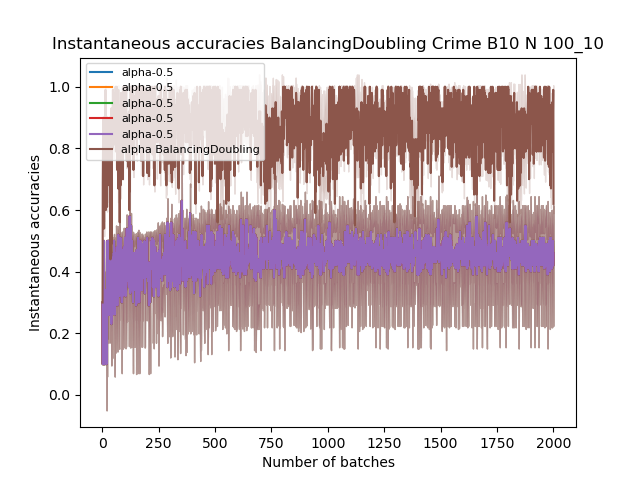 Instantaneous accuracies BalancingDoubling Crime B10 N 100_10
alpha-0.5
alpha-0.5
alpha-0.5
alpha-0.5
alpha-0.5
alpha BalancingDoubling
1.0
0.8
0.6
0.4
0.2
0.0
Instantaneous accuracies
0 250 500 750 1000 1250 1500 1750 2000
Number of batches